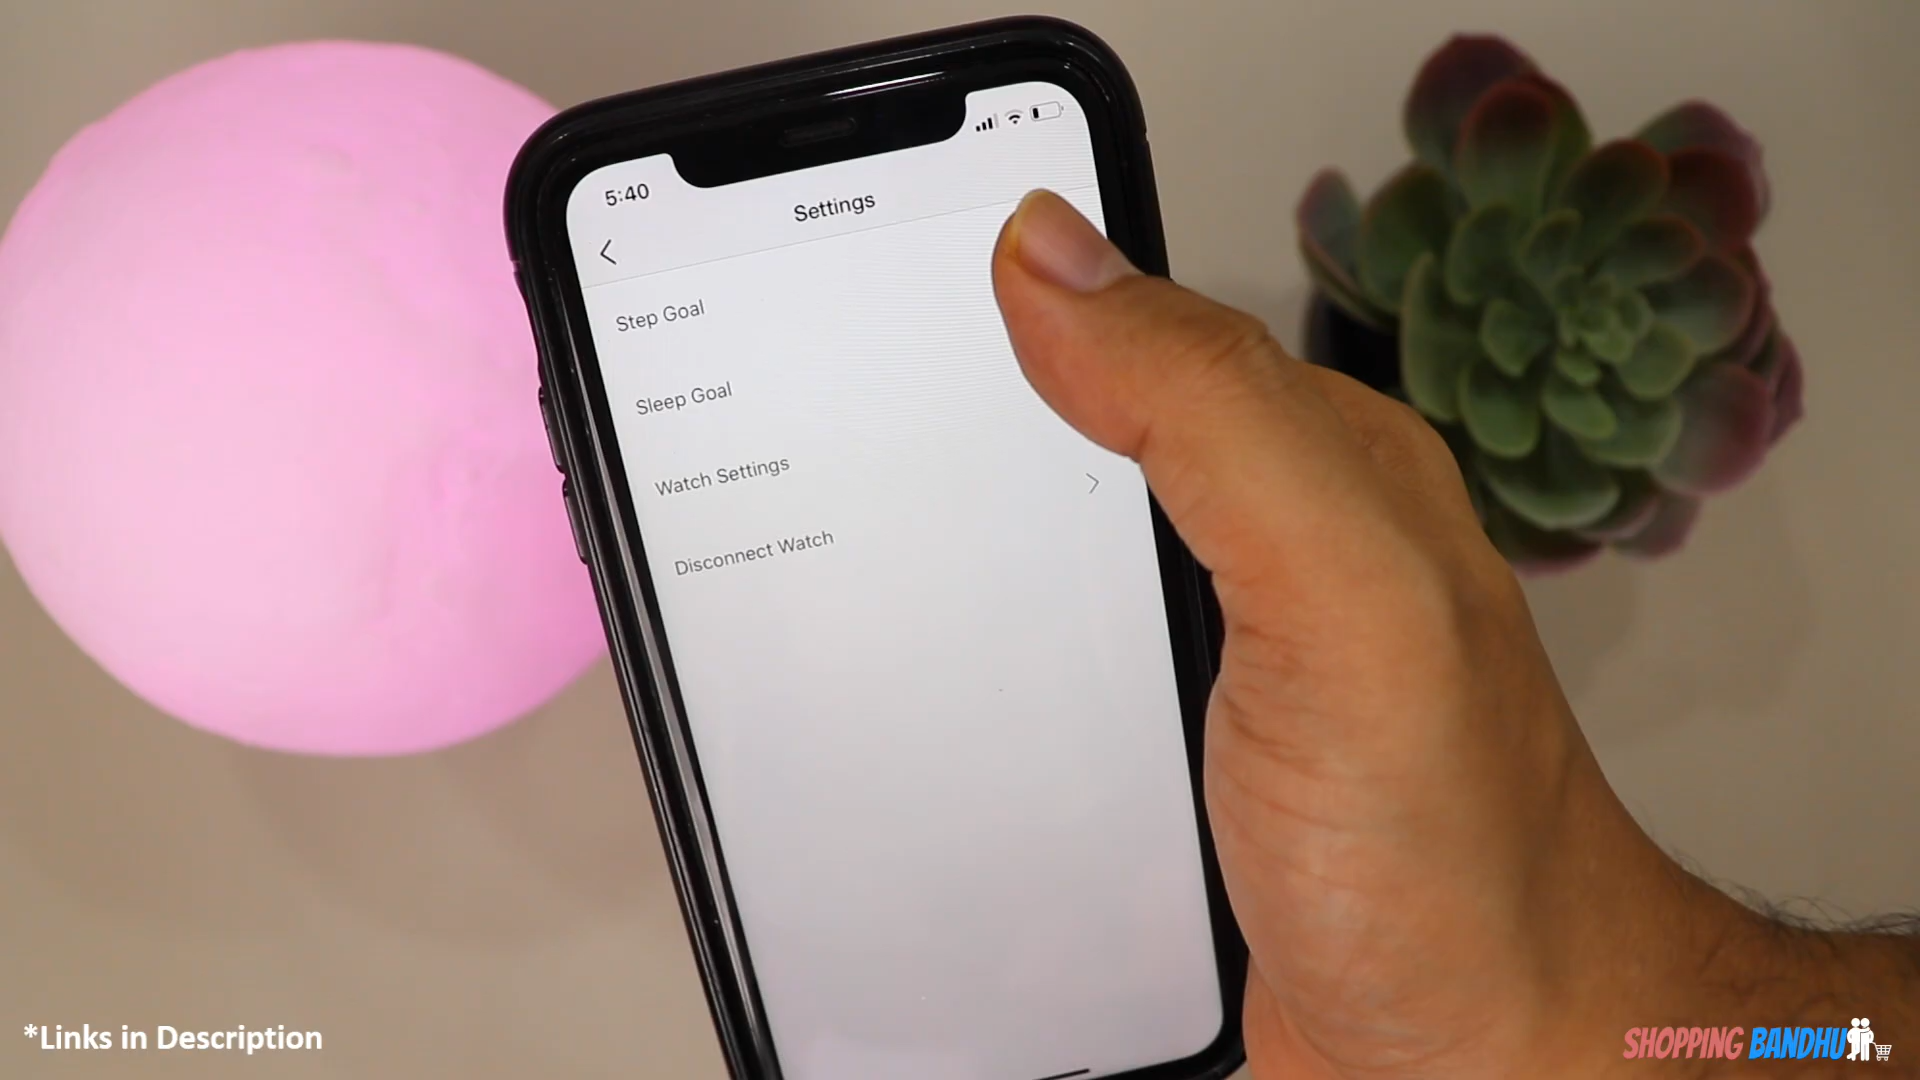 5:40
Settings
Step Goal
Sleep Goal
Watch Settings
Disconnect Watch
*Links in Description
SHOPPING BANDHU